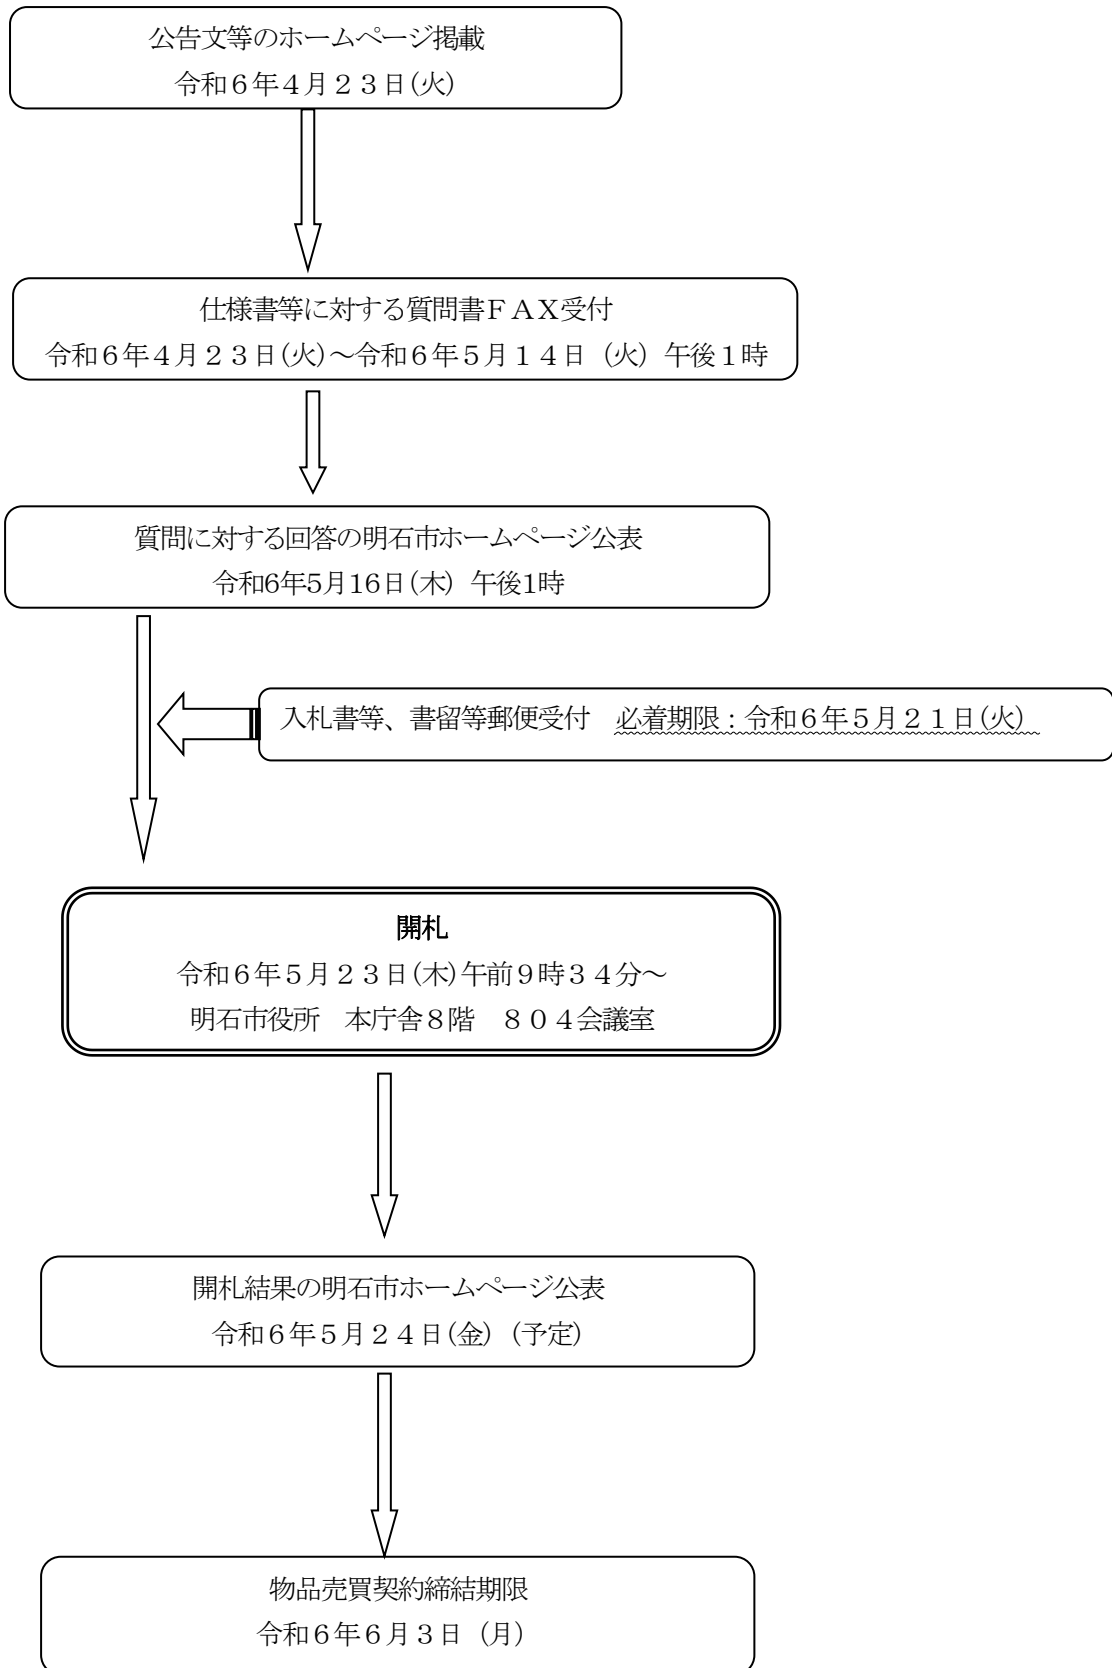 公告文等のホームページ掲載
令和６年４月２３日(火)
仕様書等に対する質問書ＦＡＸ受付
令和６年４月２３日(火)～令和６年５月１４日（火）午後１時
質問に対する回答の明石市ホームページ公表
令和6年5月16日(木) 午後1時
入札書等、書留等郵便受付　必着期限：令和６年５月２１日(火)
開札
令和６年５月２３日(木)午前９時３４分～
明石市役所　本庁舎８階　８０４会議室
開札結果の明石市ホームページ公表
令和６年５月２４日(金)（予定）
物品売買契約締結期限
令和６年６月３日（月）